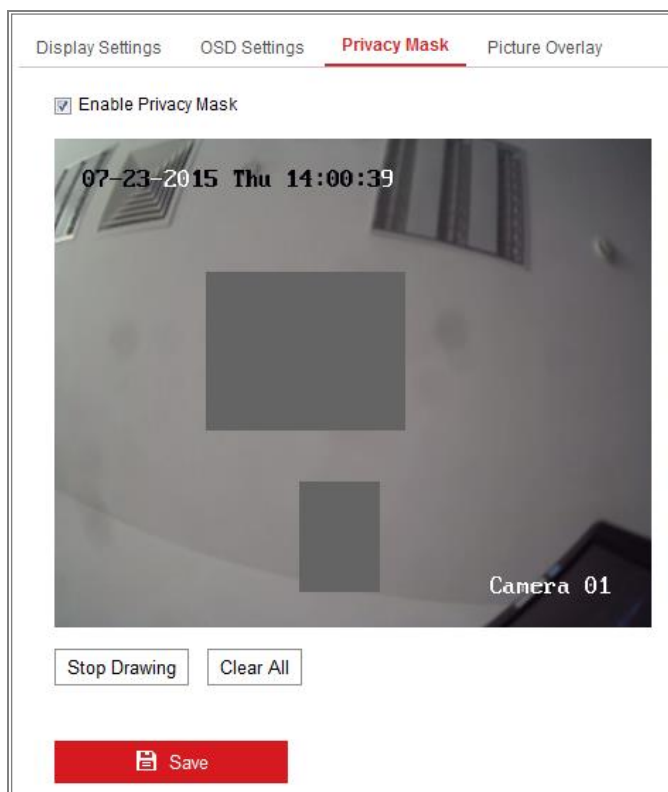 Display Settings OSD Settings Privacy Mask Picture Overlay
Enable Privacy Mask
07-23-2015 Thu 14:00:39
Camera 01
Stop Drawing Clear All
Save